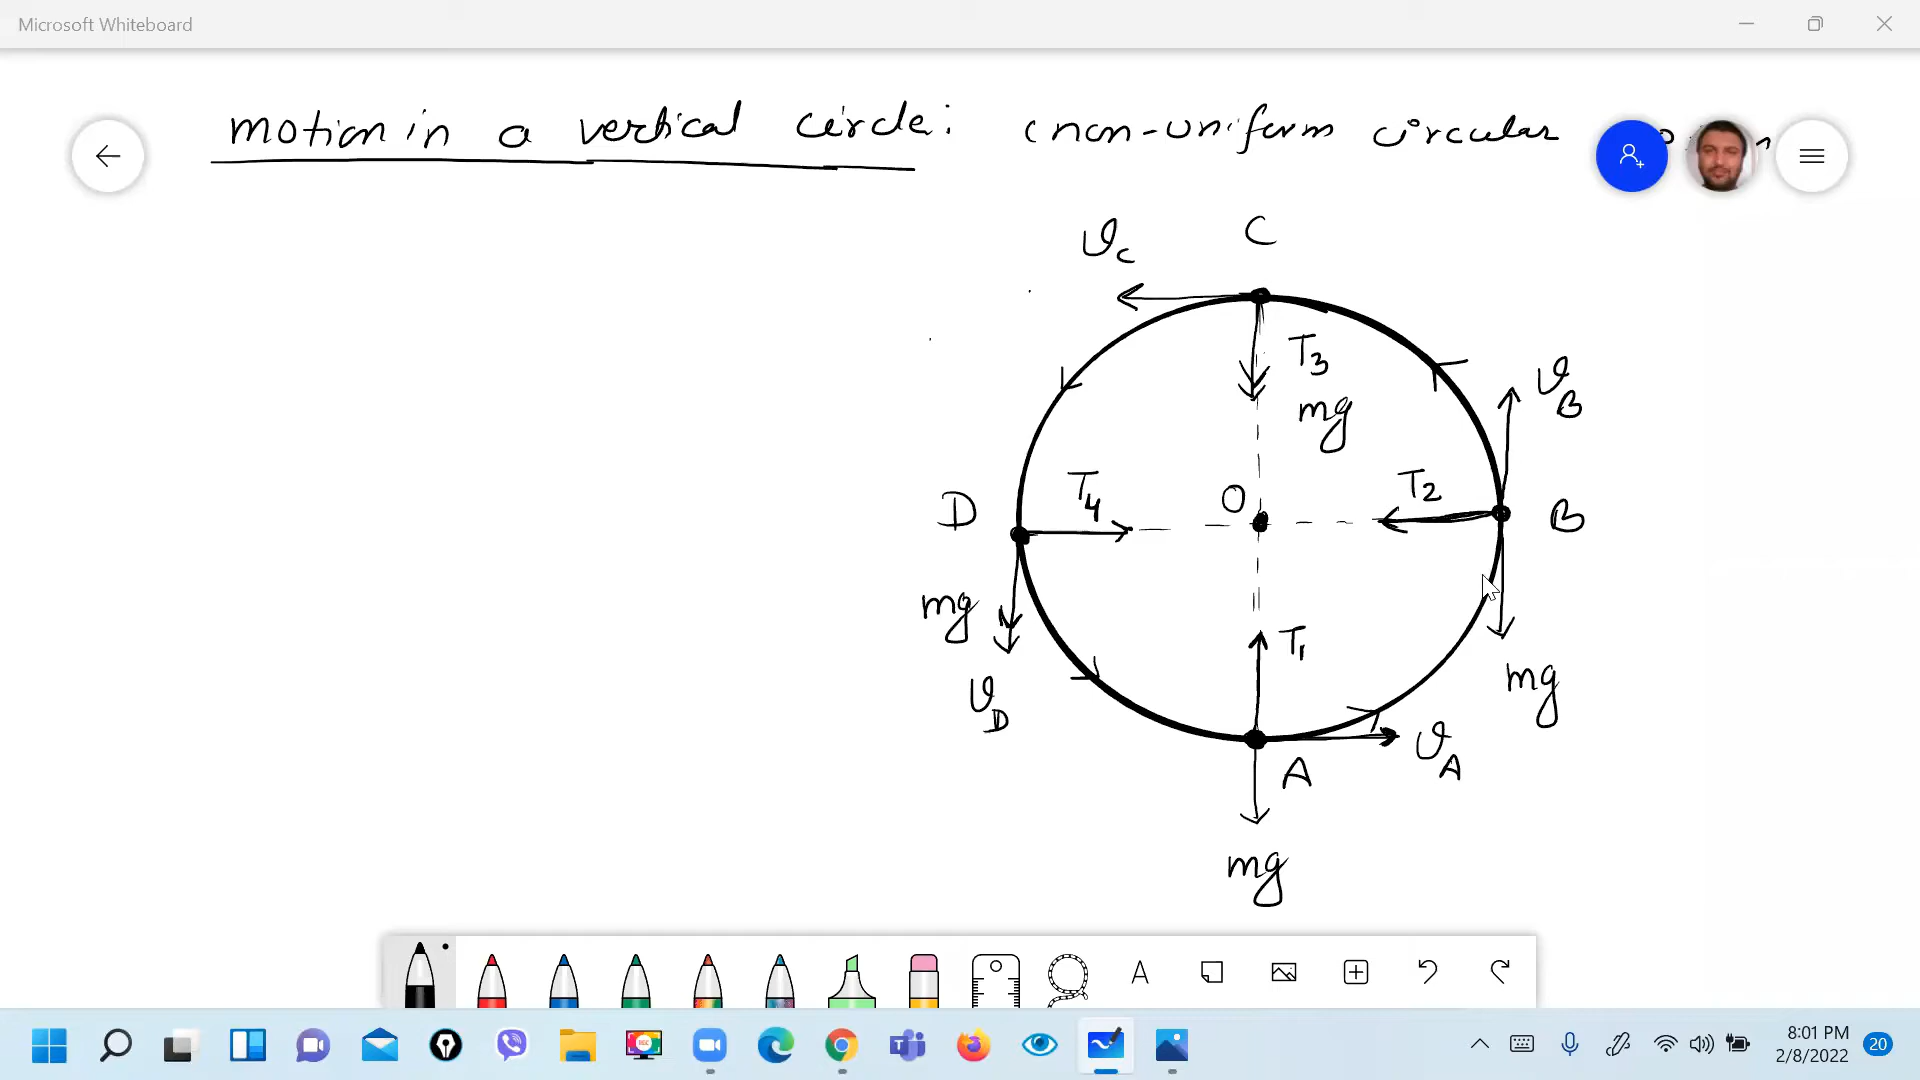 Microsoft Whiteboard
motion in a vertical circle : (non-uniform circular
C
vC
T3
mg
vB
T2
B
O
T4
D
mg
vD
T1
mg
vA
A
mg
A
8:01 PM
2/8/2022
20